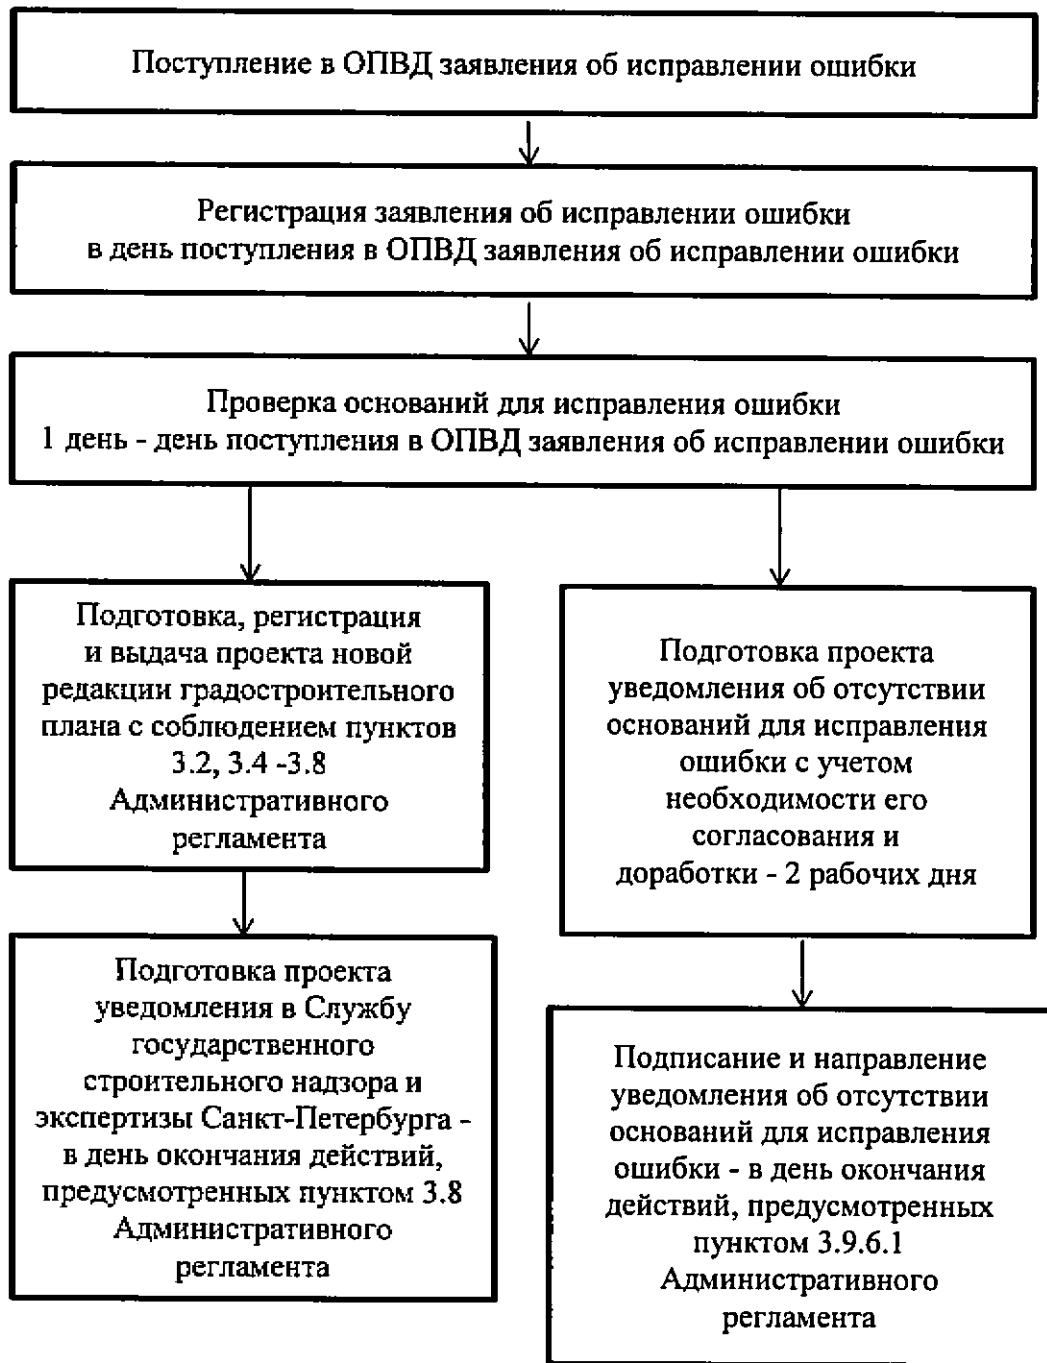 Поступление в ОПВД заявления об исправлении ошибки
Регистрация заявления об исправлении ошибки
в день поступления в ОПВД заявления об исправлении ошибки
Проверка оснований для исправления ошибки
1 день - день поступления в ОПВД заявления об исправлении ошибки
Подготовка, регистрация
и выдача проекта новой
редакции градостроительного
плана с соблюдением пунктов
3.2, 3.4 -3.8
Административного
регламента
Подготовка проекта
уведомления об отсутствии
оснований для исправления
ошибки с учетом
необходимости его
согласования и
доработки - 2 рабочих дня
Подготовка проекта
уведомления в Службу
государственного
строительного надзора и
экспертизы Санкт-Петербурга -
в день окончания действий,
предусмотренных пунктом 3.8
Административного
регламента
Подписание и направление
уведомления об отсутствии
оснований для исправления
ошибки - в день окончания
действий, предусмотренных
пунктом 3.9.6.1
Административного
регламента